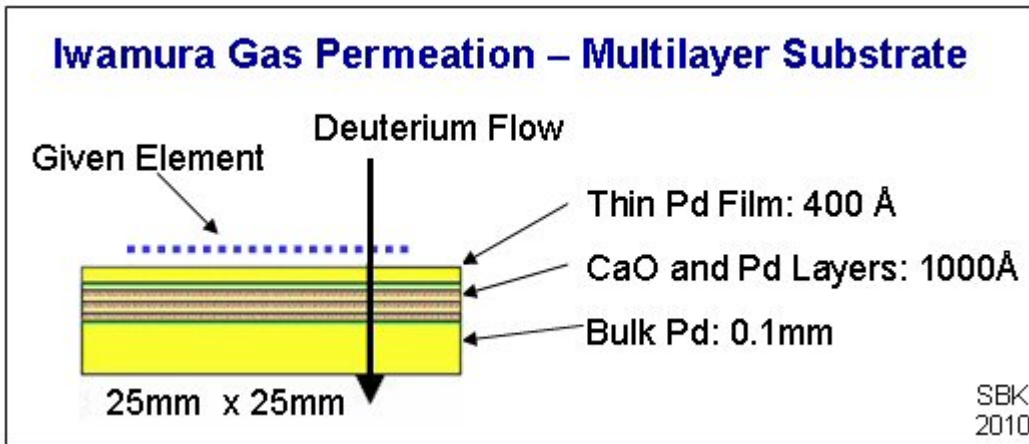 Iwamura Gas Permeation – Multilayer Substrate
Deuterium Flow
Given Element
Thin Pd Film: 400 Å
CaO and Pd Layers: 1000Å
Bulk Pd: 0.1mm
25mm x 25mm
SBK
2010